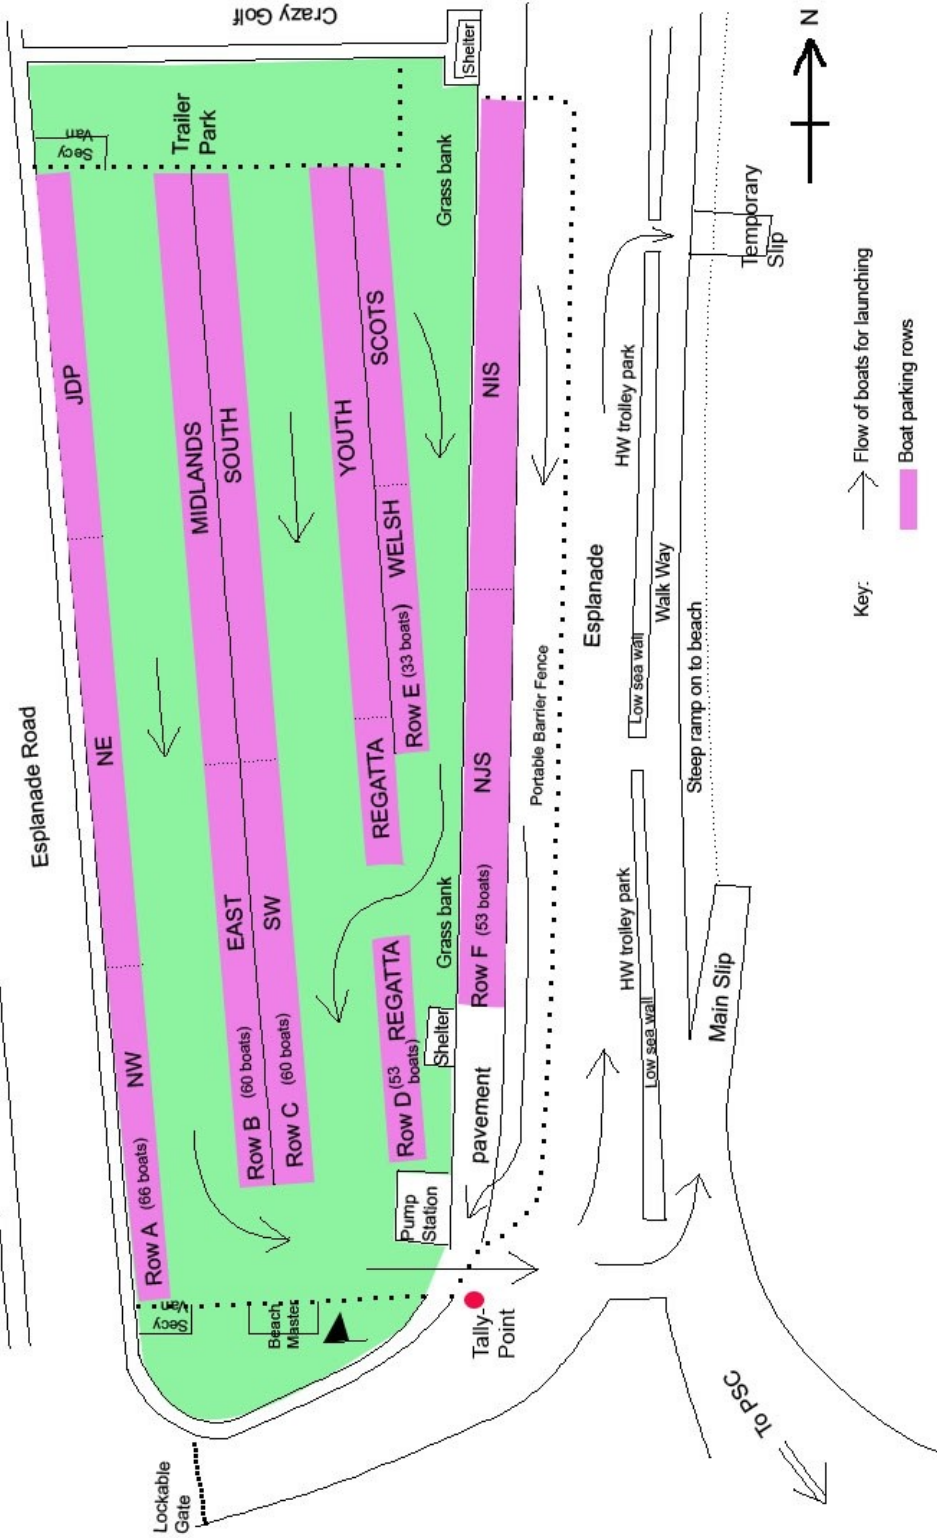 Crazy Golf
Shelter
N
Secy
Van
Trailer
Park
Grass bank
Temporary
Slip
JDP
MIDLANDS
SOUTH
YOUTH
SCOTS
NIS
HW trolley park
Flow of boats for launching
Boat parking rows
Key:
WELSH
Row E (33 boats)
Esplanade
Walk Way
Low sea wall
Steep ramp on to beach
Esplanade Road
NE
REGATTA
NJS
Portable Barrier Fence
EAST
SW
Grass bank
Row F (53 boats)
HW trolley park
Main Slip
NW
Row A (66 boats)
Row B (60 boats)
Row C (60 boats)
REGATTA
Row D (53
boats)
Shelter
Low sea wall
pavement
Pump
Station
Secy
Van
Beach
Master
Tally-
Point
To PSC
Lockable
Gate